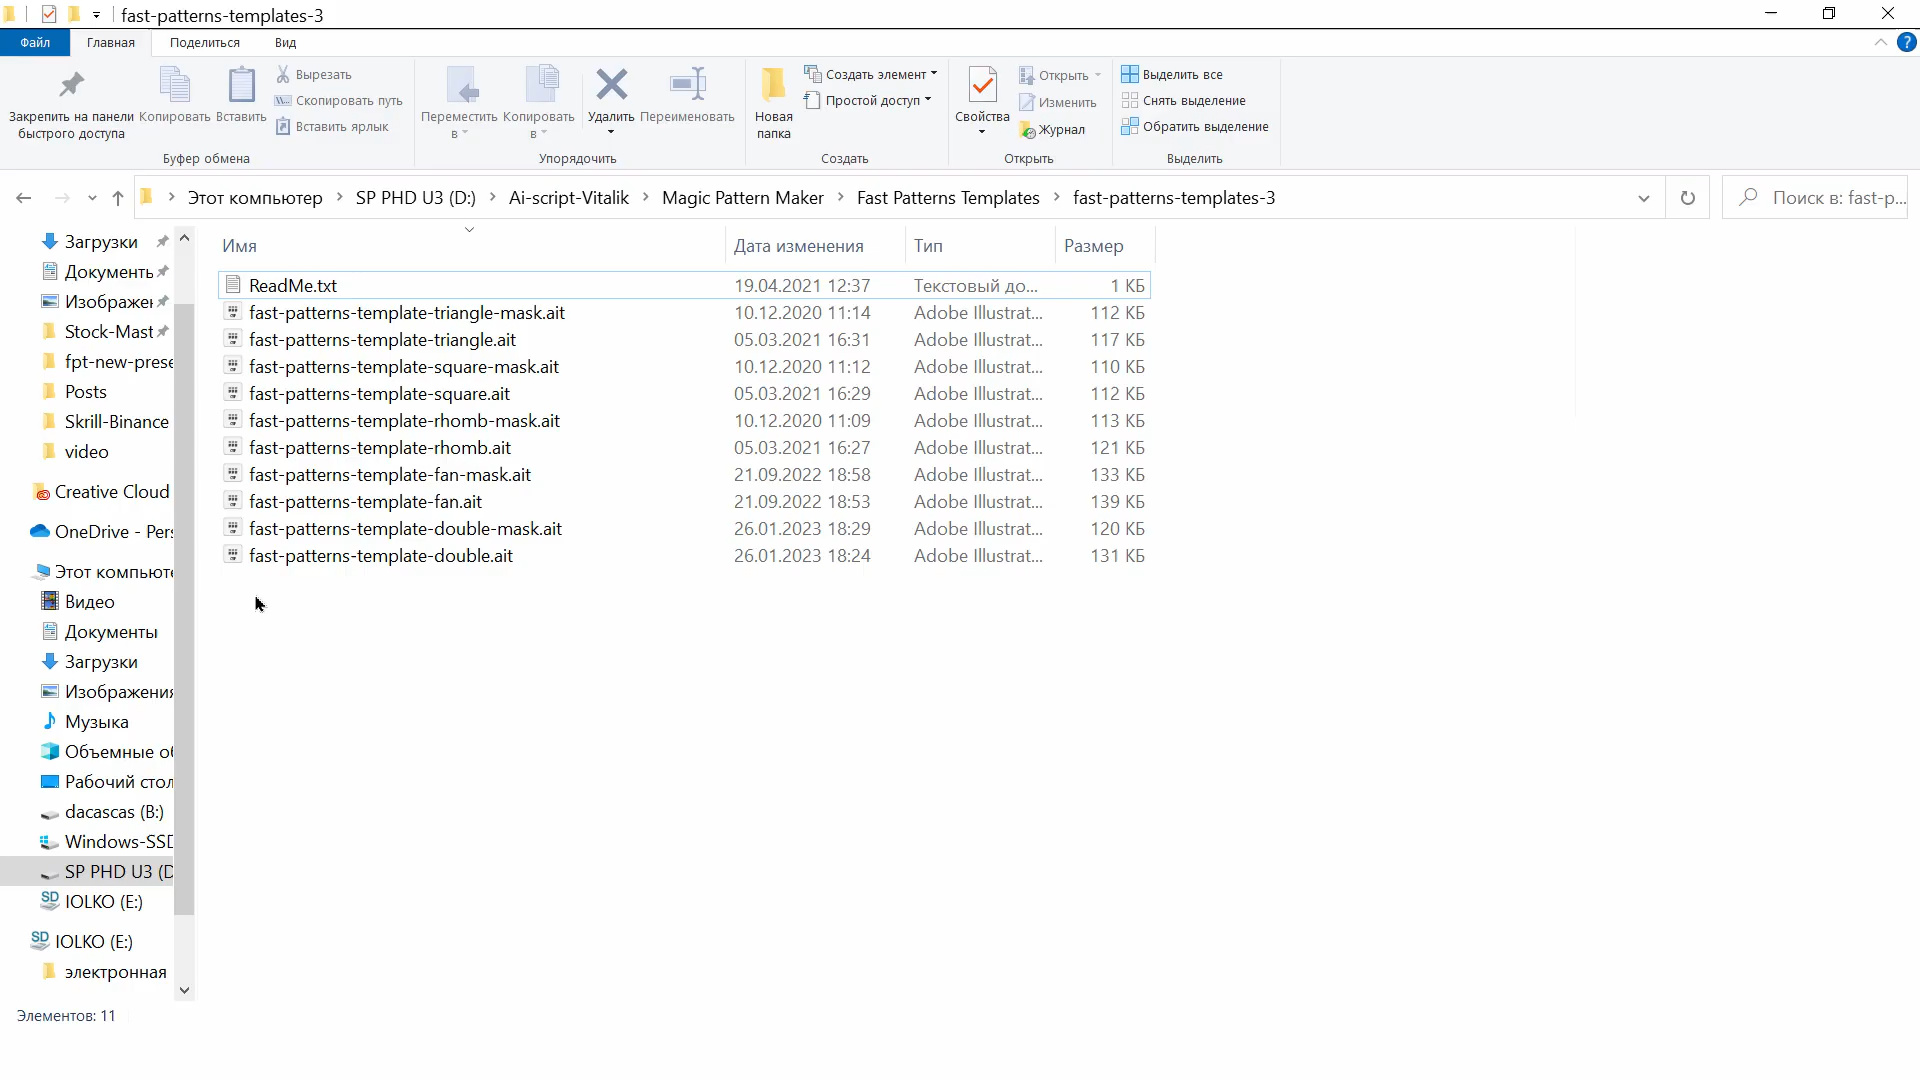 fast-patterns-templates-3
Файл Главная Поделиться Вид
Закрепить на панели быстрого доступа
Копировать
Вставить
Вырезать
Скопировать путь
Вставить ярлык
Буфер обмена
Переместить в
Копировать в
Удалить
Переименовать
Упорядочить
Новая папка
Создать элемент
Простой доступ
Создать
Свойства
Открыть
Изменить
Журнал
Открыть
Выделить все
Снять выделение
Обратить выделение
Выделить
Этот компьютер SP PHD U3 (D:) Ai-script-Vitalik Magic Pattern Maker Fast Patterns Templates fast-patterns-templates-3
Поиск в: fast-p...
Имя Дата изменения Тип Размер
ReadMe.txt 19.04.2021 12:37 Текстовый до... 1 КБ
fast-patterns-template-triangle-mask.ait 10.12.2020 11:14 Adobe Illustrat... 112 КБ
fast-patterns-template-triangle.ait 05.03.2021 16:31 Adobe Illustrat... 117 КБ
fast-patterns-template-square-mask.ait 10.12.2020 11:12 Adobe Illustrat... 110 КБ
fast-patterns-template-square.ait 05.03.2021 16:29 Adobe Illustrat... 112 КБ
fast-patterns-template-rhomb-mask.ait 10.12.2020 11:09 Adobe Illustrat... 113 КБ
fast-patterns-template-rhomb.ait 05.03.2021 16:27 Adobe Illustrat... 121 КБ
fast-patterns-template-fan-mask.ait 21.09.2022 18:58 Adobe Illustrat... 133 КБ
fast-patterns-template-fan.ait 21.09.2022 18:53 Adobe Illustrat... 139 КБ
fast-patterns-template-double-mask.ait 26.01.2023 18:29 Adobe Illustrat... 120 КБ
fast-patterns-template-double.ait 26.01.2023 18:24 Adobe Illustrat... 131 КБ
Загрузки
Документы
Изображен
Stock-Mast
fpt-new-prese
Posts
Skrill-Binance
video
Creative Cloud
OneDrive - Pers
Этот компьюте
Видео
Документы
Загрузки
Изображения
Музыка
Объемные об
Рабочий стол
dacascas (B:)
Windows-SSD
SP PHD U3 (D
IOLKO (E:)
IOLKO (E:)
электронная
Элементов: 11